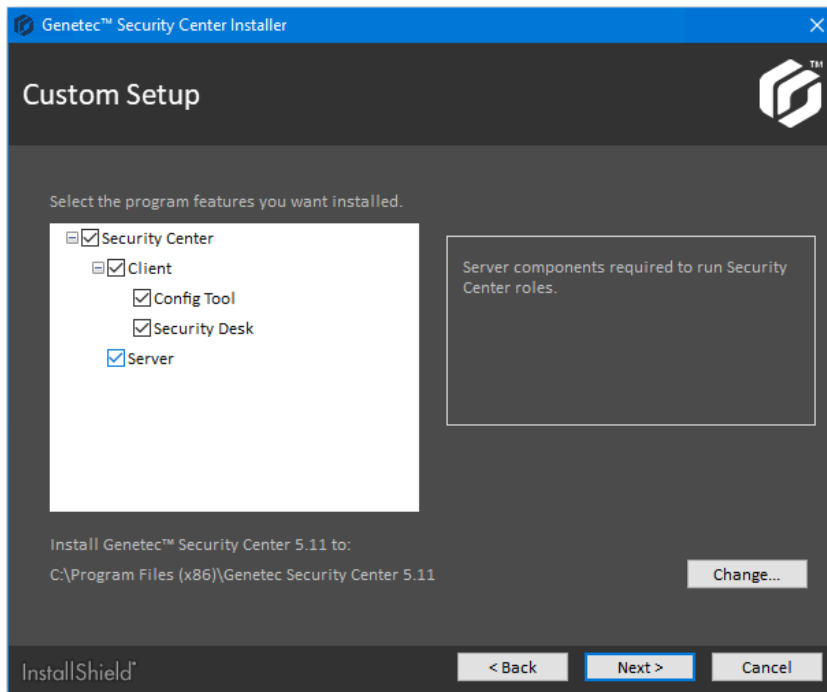 Genetec™ Security Center Installer
Custom Setup
TM
Select the program features you want installed.
Security Center
Client
Config Tool
Security Desk
Server
Server components required to run Security
Center roles.
Install Genetec™ Security Center 5.11 to:
C:\Program Files (x86)\Genetec Security Center 5.11
Change...
InstallShield
< Back
Next >
Cancel